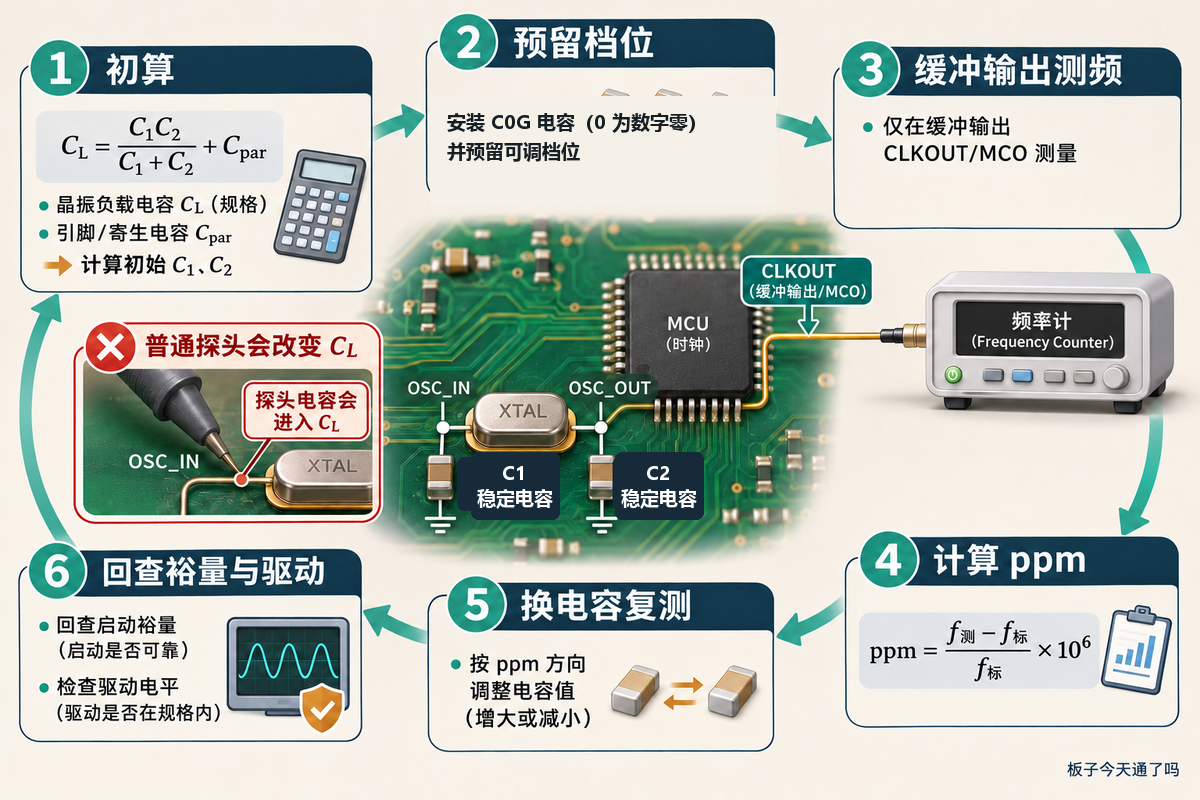 1 初算
C_L = C₁C₂ / (C₁ + C₂) + C_par
晶振负载电容 C_L (规格)
引脚/寄生电容 C_par
计算初始 C₁、C₂
2 预留档位
安装 C0G 电容（0 为数字零）
并预留可调档位
3 缓冲输出测频
仅在缓冲输出
CLKOUT/MCO 测量
CLKOUT
(缓冲输出/MCO)
MCU
(时钟)
频率计
(Frequency Counter)
OSC_IN
OSC_OUT
XTAL
C1
稳定电容
C2
稳定电容
普通探头会改变 C_L
探头电容会
进入 C_L
OSC_IN
XTAL
4 计算 ppm
ppm = (f测 − f标) / f标 × 10⁶
5 换电容复测
按 ppm 方向
调整电容值
(增大或减小)
6 回查裕量与驱动
回查启动裕量
(启动是否可靠)
检查驱动电平
(驱动是否在规格内)
板子今天通了吗